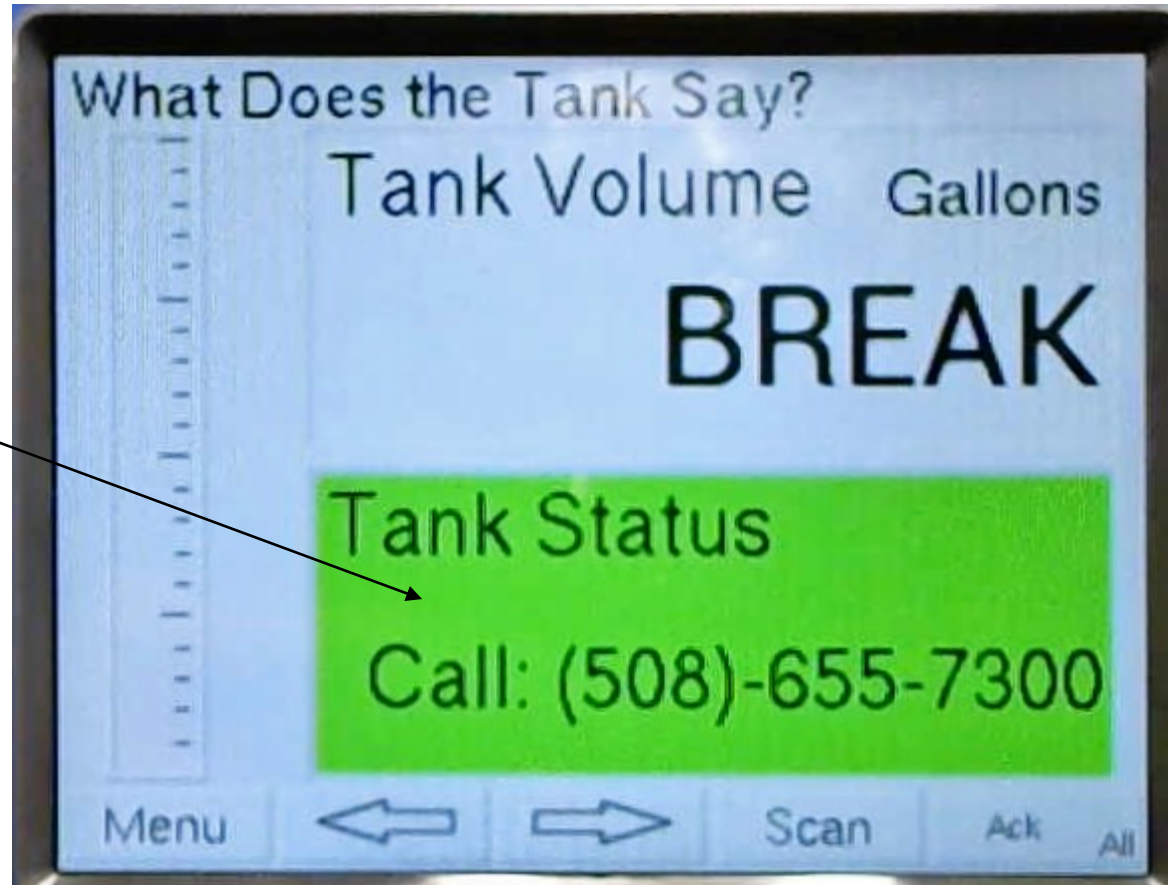 What Does the Tank Say?
Tank Volume Gallons
BREAK
Tank Status
Call: (508)-655-7300
Menu Scan Ack All